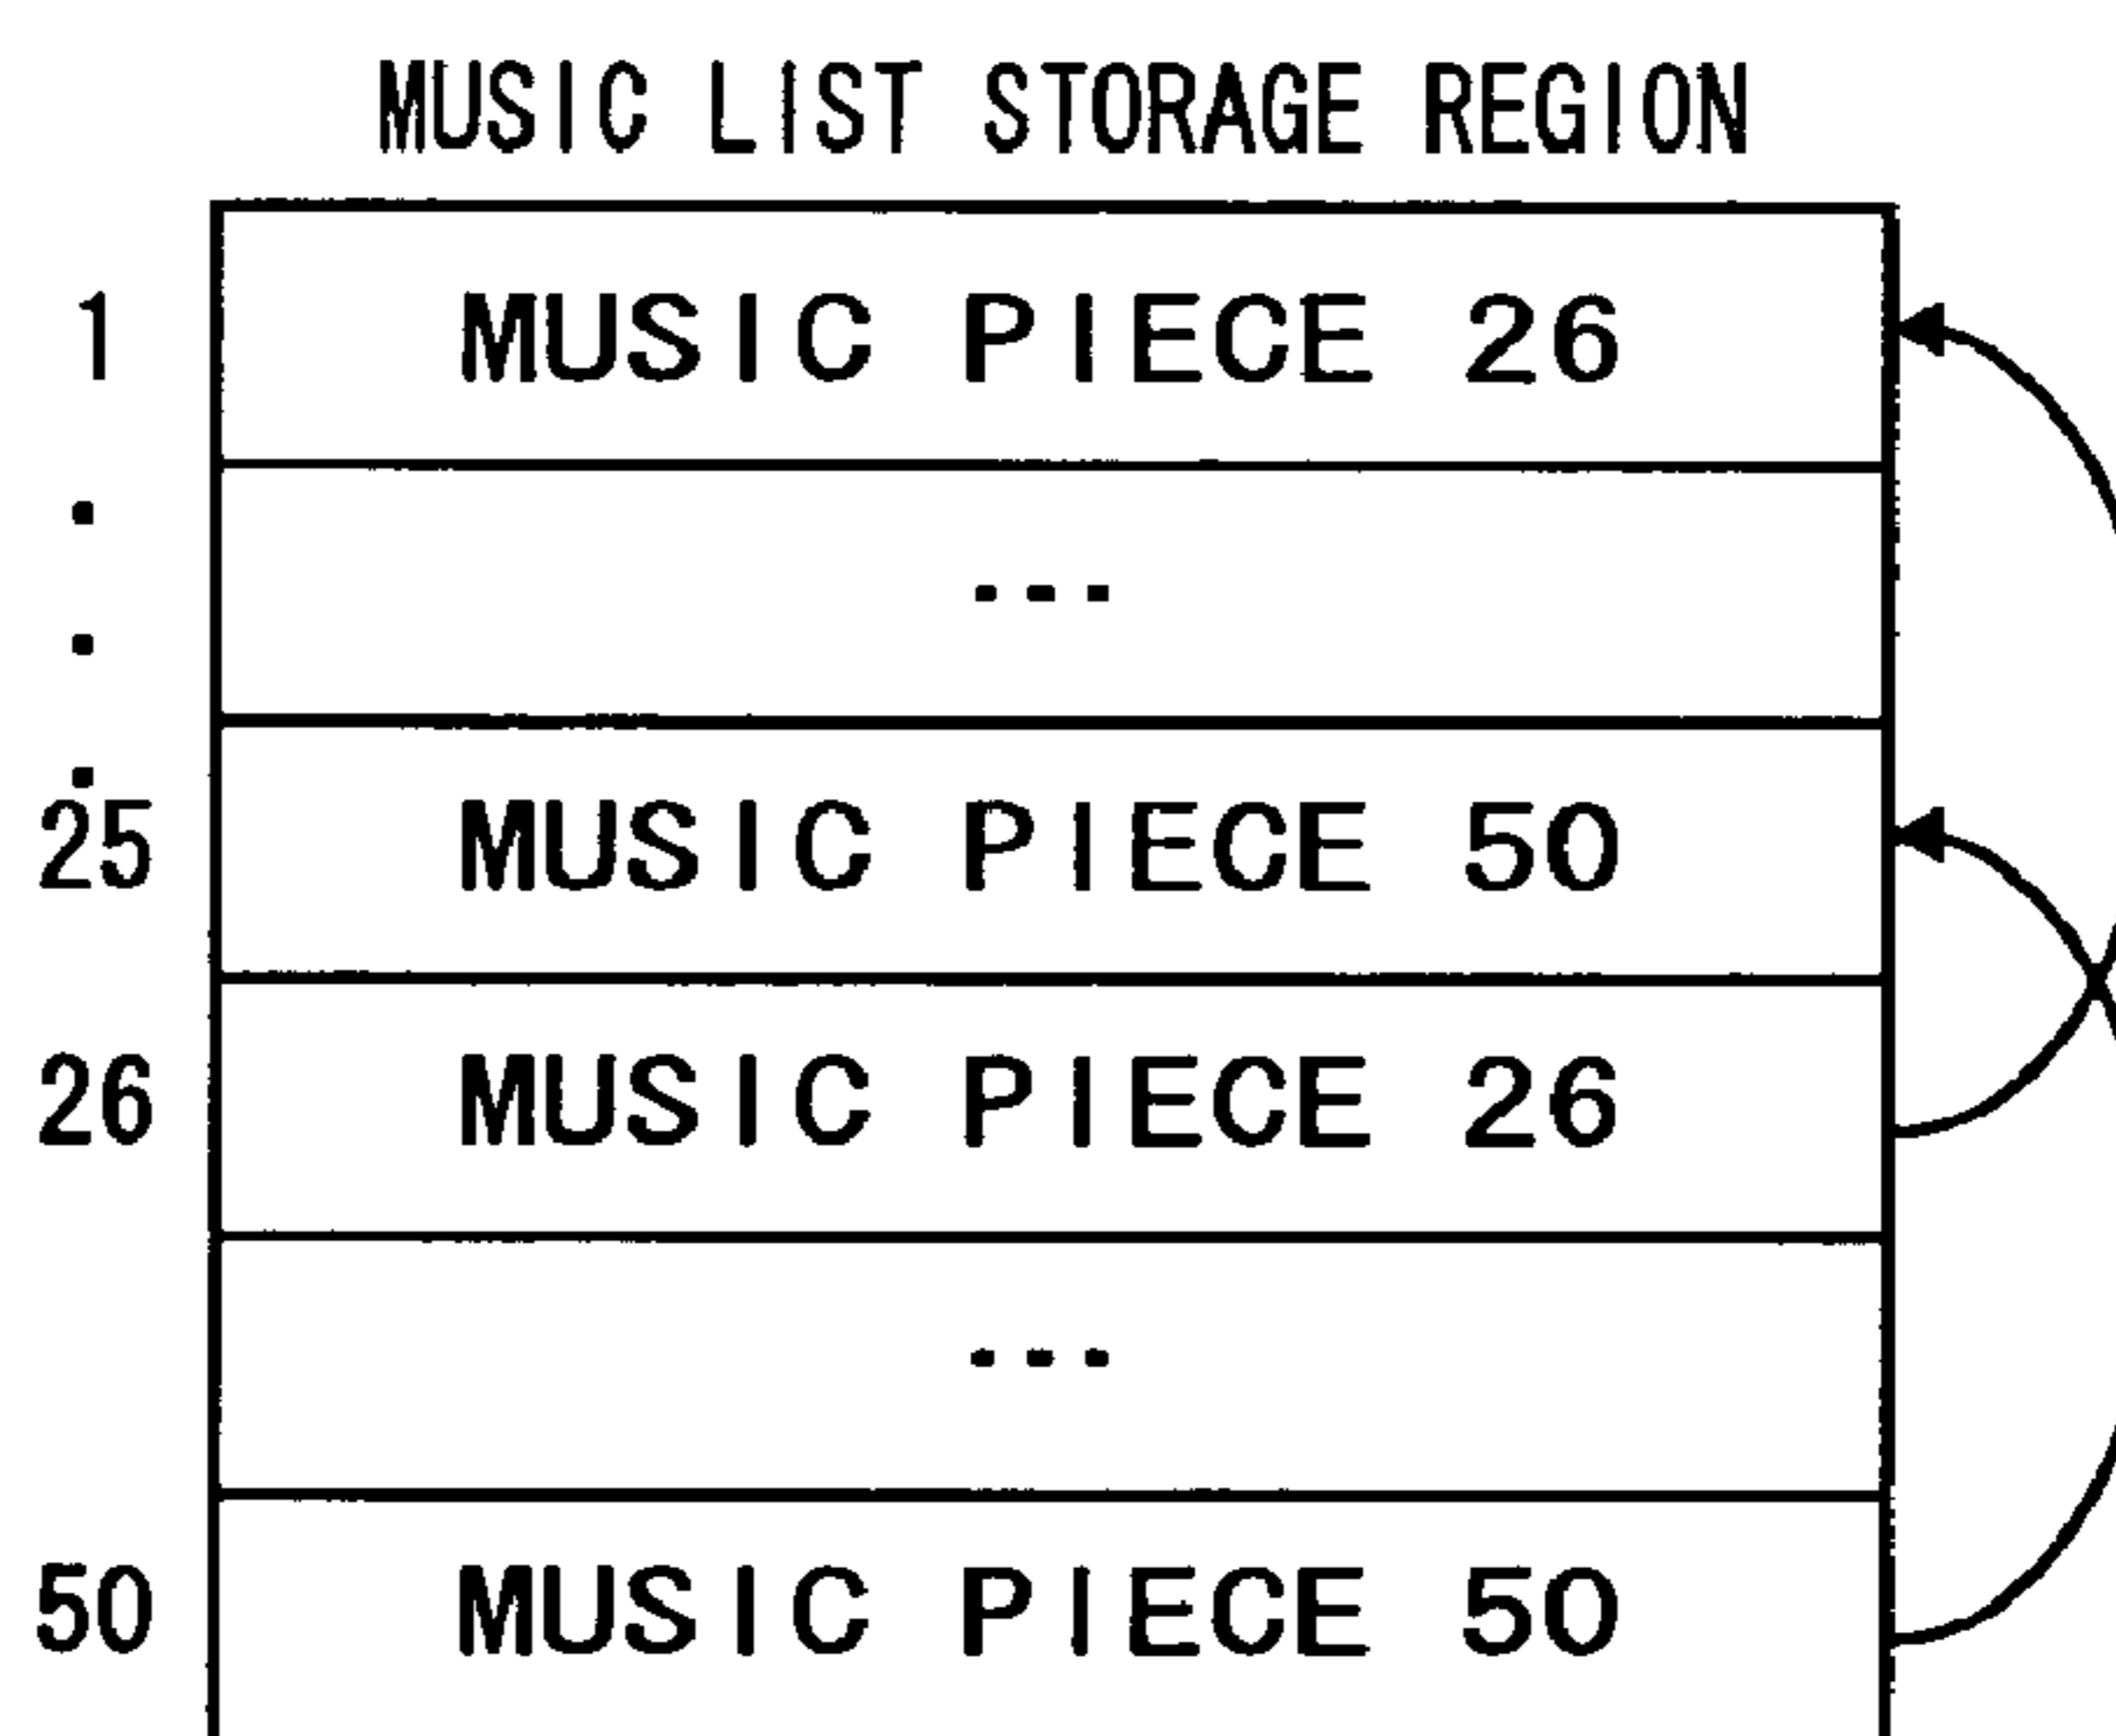 MUSIC LIST STORAGE REGION
1 MUSIC PIECE 26
...
25 MUSIC PIECE 50
26 MUSIC PIECE 26
...
50 MUSIC PIECE 50